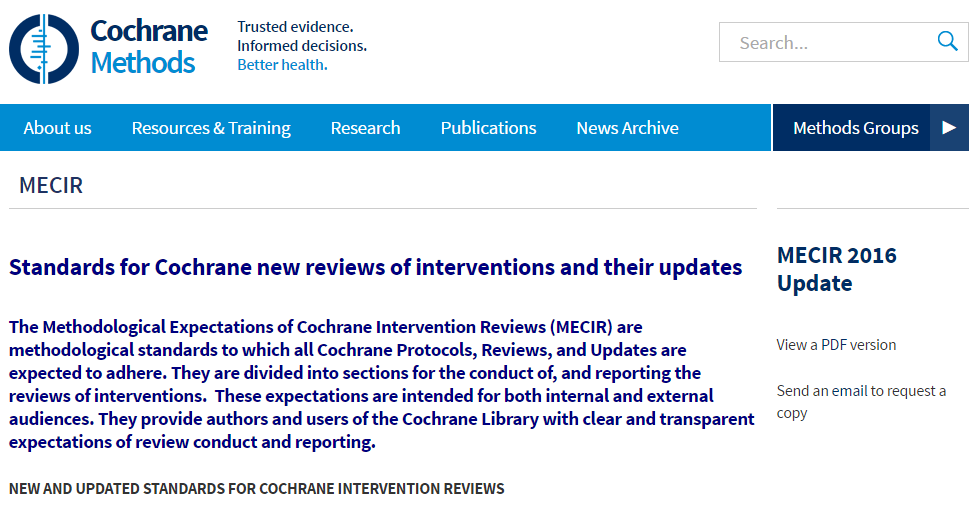 Cochrane
Methods
Trusted evidence.
Informed decisions.
Better health.
Search...
About us
Resources & Training
Research
Publications
News Archive
Methods Groups
MECIR
Standards for Cochrane new reviews of interventions and their updates
The Methodological Expectations of Cochrane Intervention Reviews (MECIR) are
methodological standards to which all Cochrane Protocols, Reviews, and Updates are
expected to adhere. They are divided into sections for the conduct of, and reporting the
reviews of interventions.  These expectations are intended for both internal and external
audiences. They provide authors and users of the Cochrane Library with clear and transparent
expectations of review conduct and reporting.
NEW AND UPDATED STANDARDS FOR COCHRANE INTERVENTION REVIEWS
MECIR 2016
Update
View a PDF version
Send an email to request a
copy